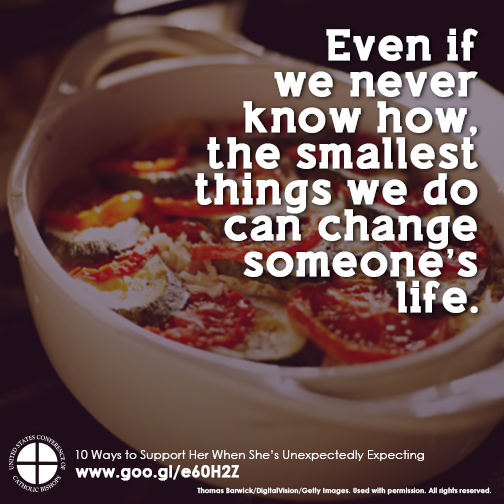 Even if
we never
know how,
the smallest
things we do
can change
someone's
life.
UNITED STATES CONFERENCE OF
CATHOLIC BISHOPS
10 Ways to Support Her When She's Unexpectedly Expecting
www.goo.gl/e60H2Z
Thomas Barwick/DigitalVision/Getty Images. Used with permission. All rights reserved.